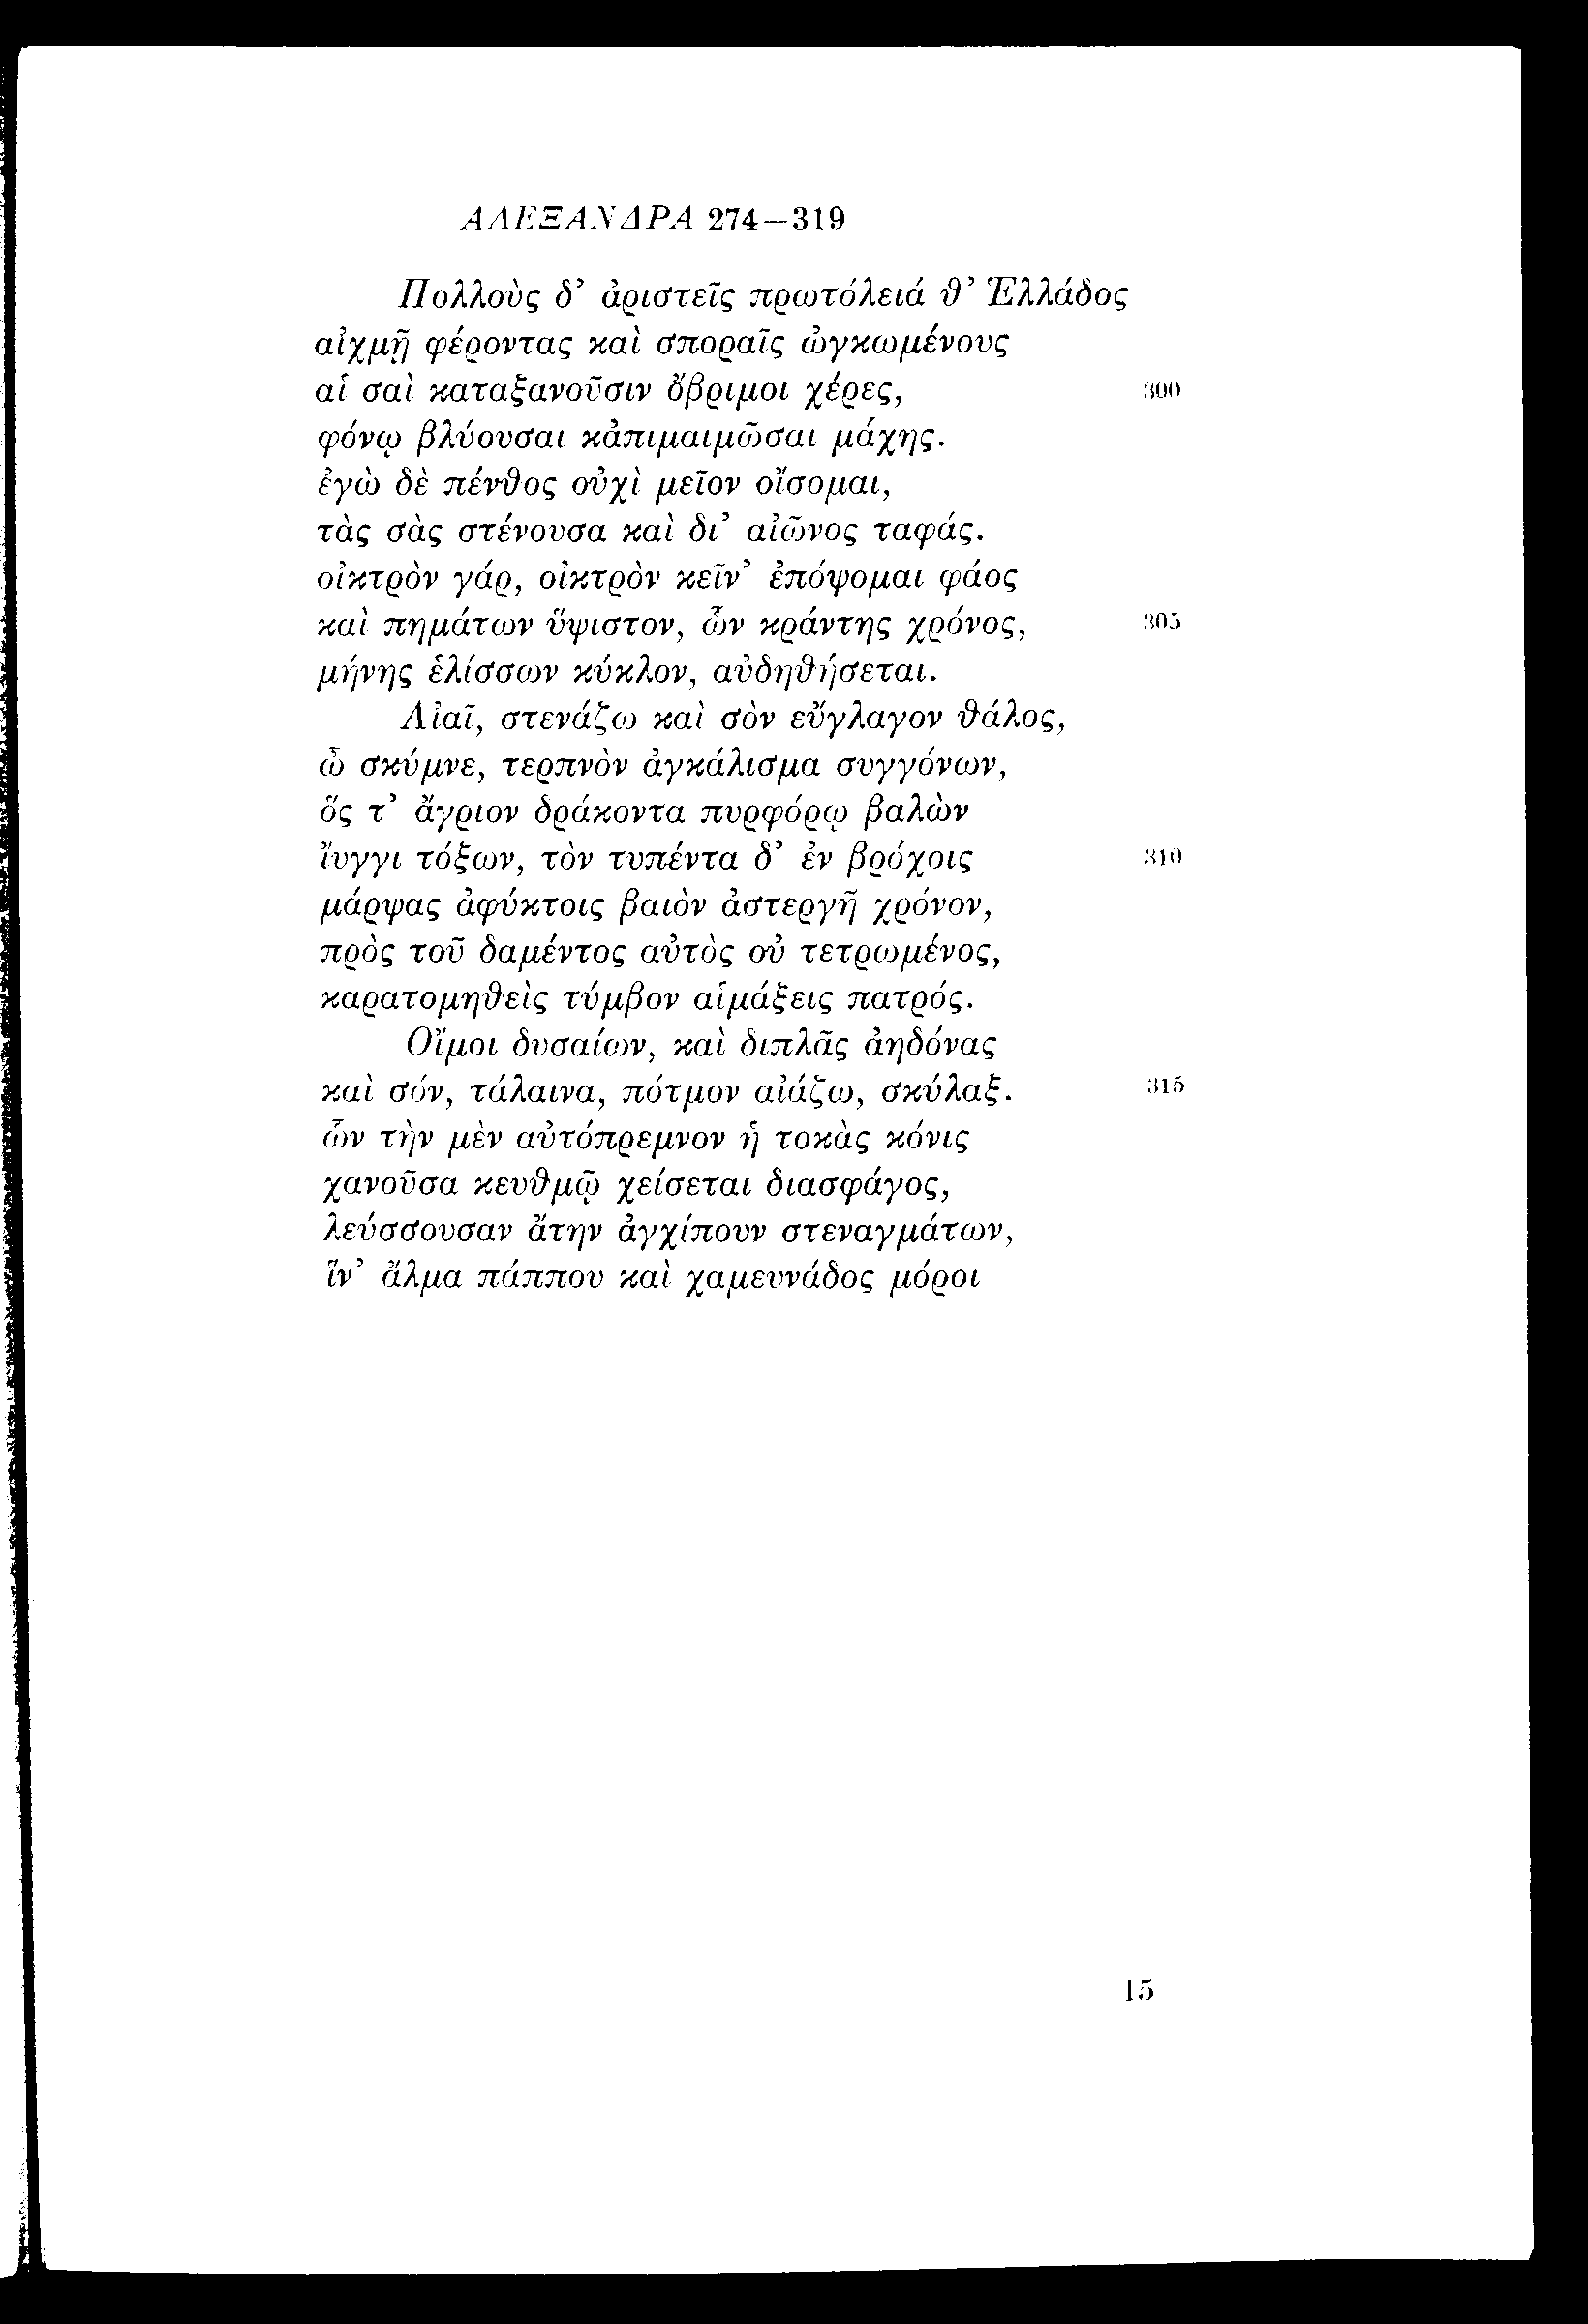 ΑΛΕΞΑΝΔΡΑ 274—319
Πολλοὺς δ’ ἀριστεῖς πρωτόλειά θ’ Ἑλλάδος
αἰχμῇ φέροντας καὶ σποραῖς ὠγκωμένους
αἱ σαὶ καταξανοῦσιν ὄβριμοι χέρες, 300
φόνῳ βλύουσαι κἀπιμαιμῶσαι μάχης.
ἐγὼ δὲ πένθος οὐχὶ μεῖον οἴσομαι,
τὰς σὰς στένουσα καὶ δι’ αἰῶνος ταφάς.
οἰκτρὸν γάρ, οἰκτρὸν κεῖν’ ἐπόψομαι φάος
καὶ πημάτων ὕψιστον, ὧν κράντης χρόνος, 305
μήνης ἑλίσσων κύκλον, αὐδηθήσεται.
Αἰαῖ, στενάζω καὶ σὸν εὔγλαγον θάλος,
ὦ σκύμνε, τερπνὸν ἀγκάλισμα συγγόνων,
ὅς τ’ ἄγριον δράκοντα πυρφόρῳ βαλὼν
ἴυγγι τόξων, τὸν τυπέντα δ’ ἐν βρόχοις 310
μάρψας ἀφύκτοις βαιὸν ἀστεργῆ χρόνον,
πρὸς τοῦ δαμέντος αὐτὸς οὐ τετρωμένος,
καρατομηθεὶς τύμβον αἱμάξεις πατρός.
Οἴμοι δυσαίων, καὶ διπλᾶς ἀηδόνας
καὶ σόν, τάλαινα, πότμον αἰάζω, σκύλαξ. 315
ὧν τὴν μὲν αὐτόπρεμνον ἡ τοκὰς κόνις
χανοῦσα κευθμῷ χείσεται διασφάγος,
λεύσσουσαν ἄτην ἀγχίπουν στεναγμάτων,
ἵν’ ἄλμα πάππου καὶ χαμευνάδος μόροι
15